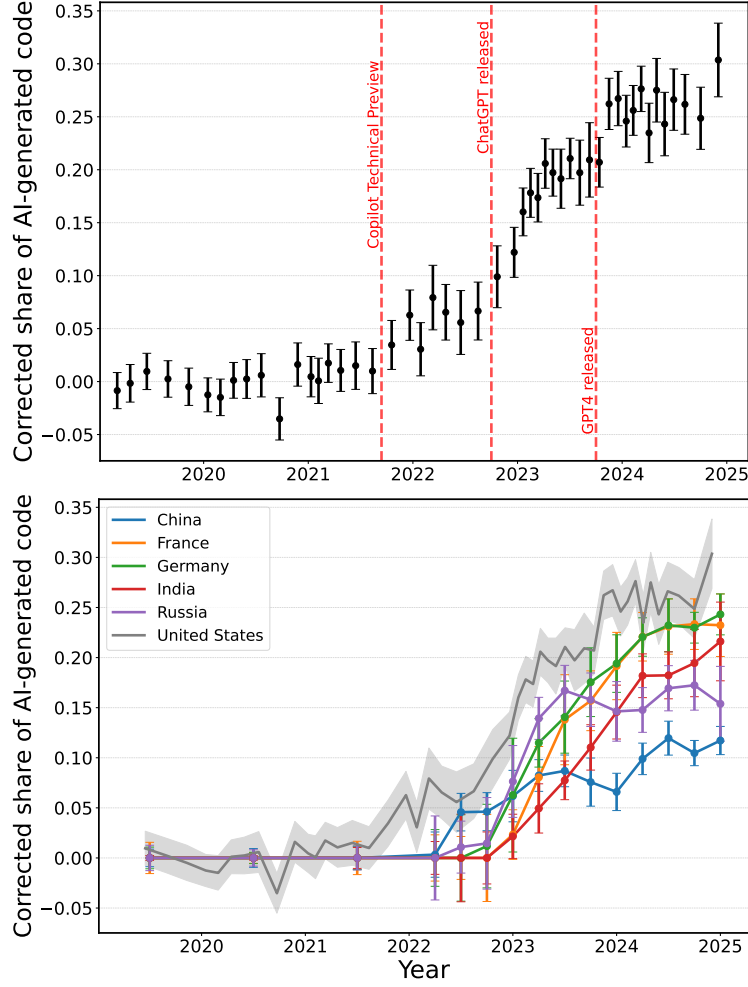 0.35
0.30
0.25
0.20
0.15
0.10
0.05
0.00
−0.05
Corrected share of AI-generated code
Copilot Technical Preview
ChatGPT released
GPT4 released
2020
2021
2022
2023
2024
2025
0.35
0.30
0.25
0.20
0.15
0.10
0.05
0.00
−0.05
Corrected share of AI-generated code
China
France
Germany
India
Russia
United States
2020
2021
2022
2023
2024
2025
Year